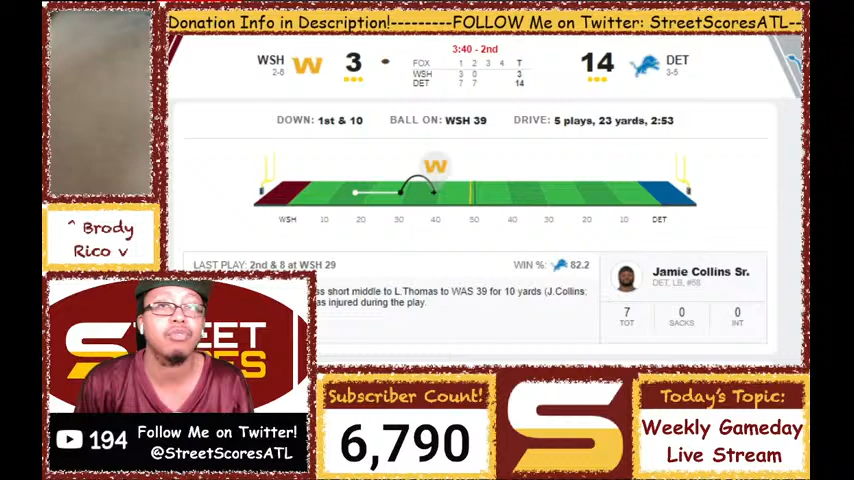 Donation Info in Description!---------FOLLOW Me on Twitter: StreetScoresATL--
WSH
2-6
W
3
3:40 - 2nd
FOX 1 2 3 4 T
WSH 3 0 3
DET 7 7 14
14
DET
3-5
DOWN: 1st & 10 BALL ON: WSH 39 DRIVE: 5 plays, 23 yards, 2:53
W
WSH 10 20 30 40 50 40 30 20 10 DET
^ Brody
Rico v
LAST PLAY: 2nd & 8 at WSH 29
WIN %: 82.2
ss short middle to L.Thomas to WAS 39 for 10 yards (J.Collins;
as injured during the play.
Jamie Collins Sr.
DET, LB, #58
7 0 0
TOT SACKS INT
194
Follow Me on Twitter!
@StreetScoresATL
Subscriber Count!
6,790
S
Today's Topic:
Weekly Gameday
Live Stream